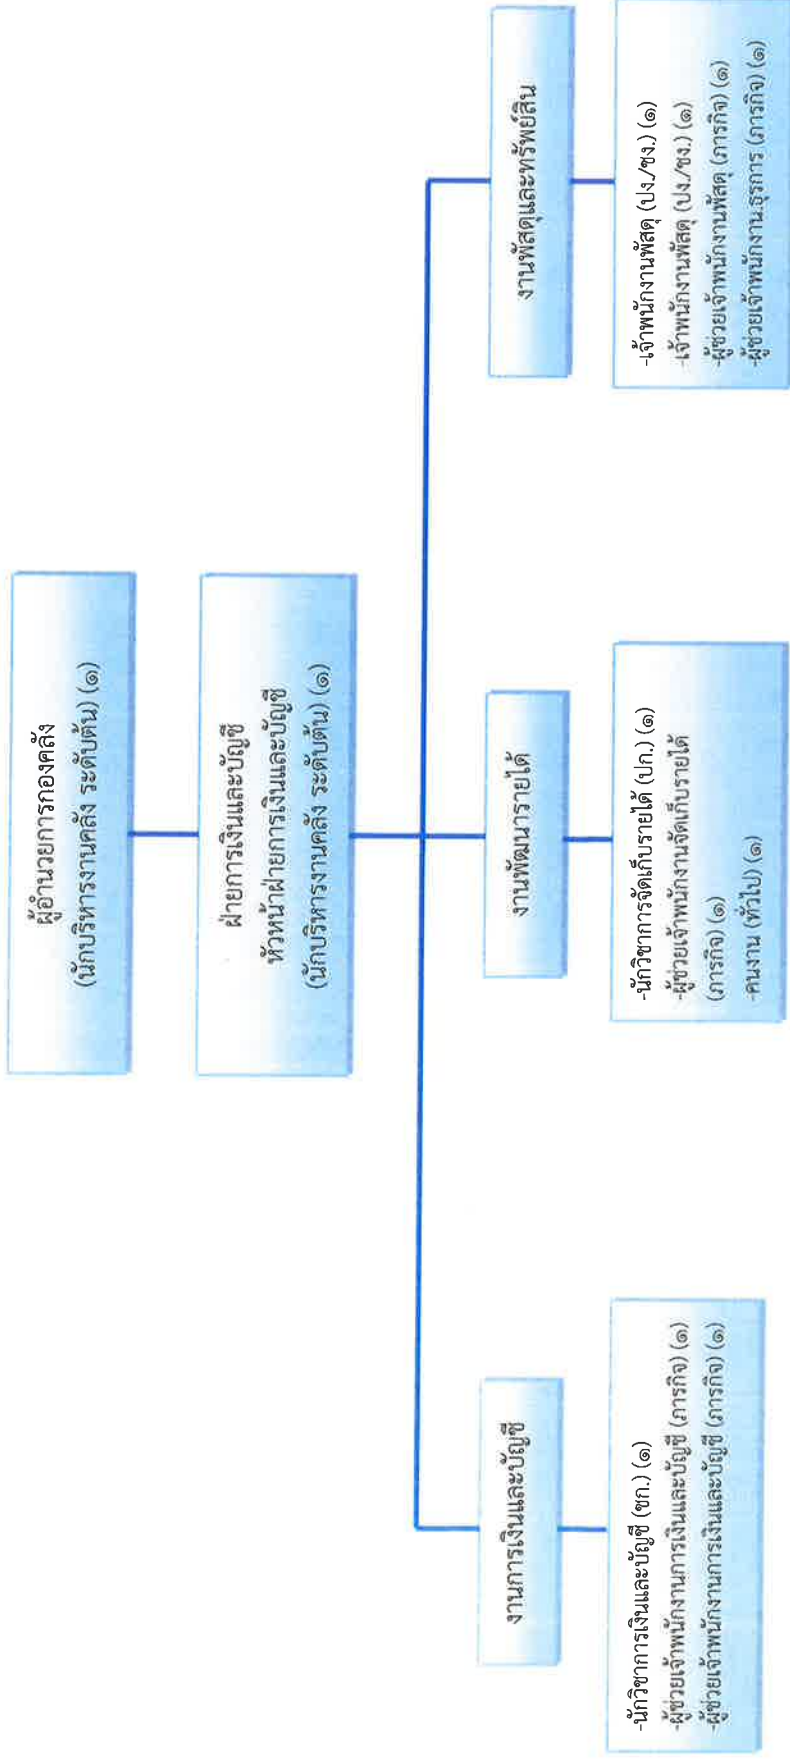 ผู้อำนวยการกองคลัง
(นักบริหารงานคลัง ระดับต้น) (๑)
ฝ่ายการเงินและบัญชี
หัวหน้าฝ่ายการเงินและบัญชี
(นักบริหารงานคลัง ระดับต้น) (๑)
งานการเงินและบัญชี
-นักวิชาการเงินและบัญชี (ชก.) (๑)
-ผู้ช่วยเจ้าพนักงานการเงินและบัญชี (ภารกิจ) (๑)
-ผู้ช่วยเจ้าพนักงานการเงินและบัญชี (ภารกิจ) (๑)
งานพัฒนารายได้
-นักวิชาการจัดเก็บรายได้ (ปก.) (๑)
-ผู้ช่วยเจ้าพนักงานจัดเก็บรายได้
(ภารกิจ) (๑)
-คนงาน (ทั่วไป) (๑)
งานพัสดุและทรัพย์สิน
-เจ้าพนักงานพัสดุ (ปง./ชง.) (๑)
-เจ้าพนักงานพัสดุ (ปง./ชง.) (๑)
-ผู้ช่วยเจ้าพนักงานพัสดุ (ภารกิจ) (๑)
-ผู้ช่วยเจ้าพนักงาน.ธุรการ (ภารกิจ) (๑)